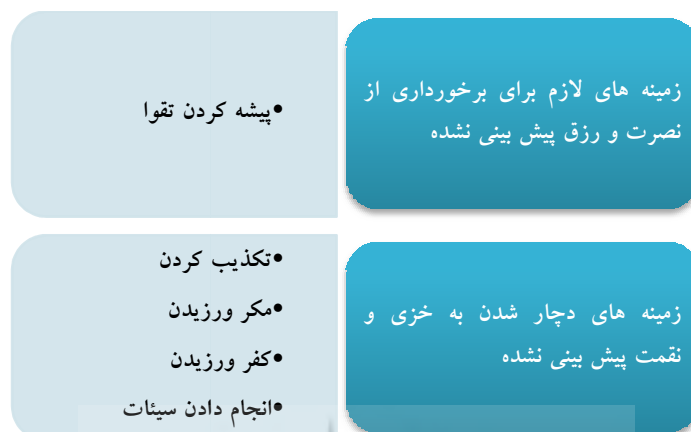 زمینه های لازم برای برخورداری از
نصرت و رزق پیش بینی نشده
•پیشه کردن تقوا
زمینه های دچار شدن به خزی و
نقمت پیش بینی نشده
•تکذیب کردن
•مکر ورزیدن
•کفر ورزیدن
•انجام دادن سیئات